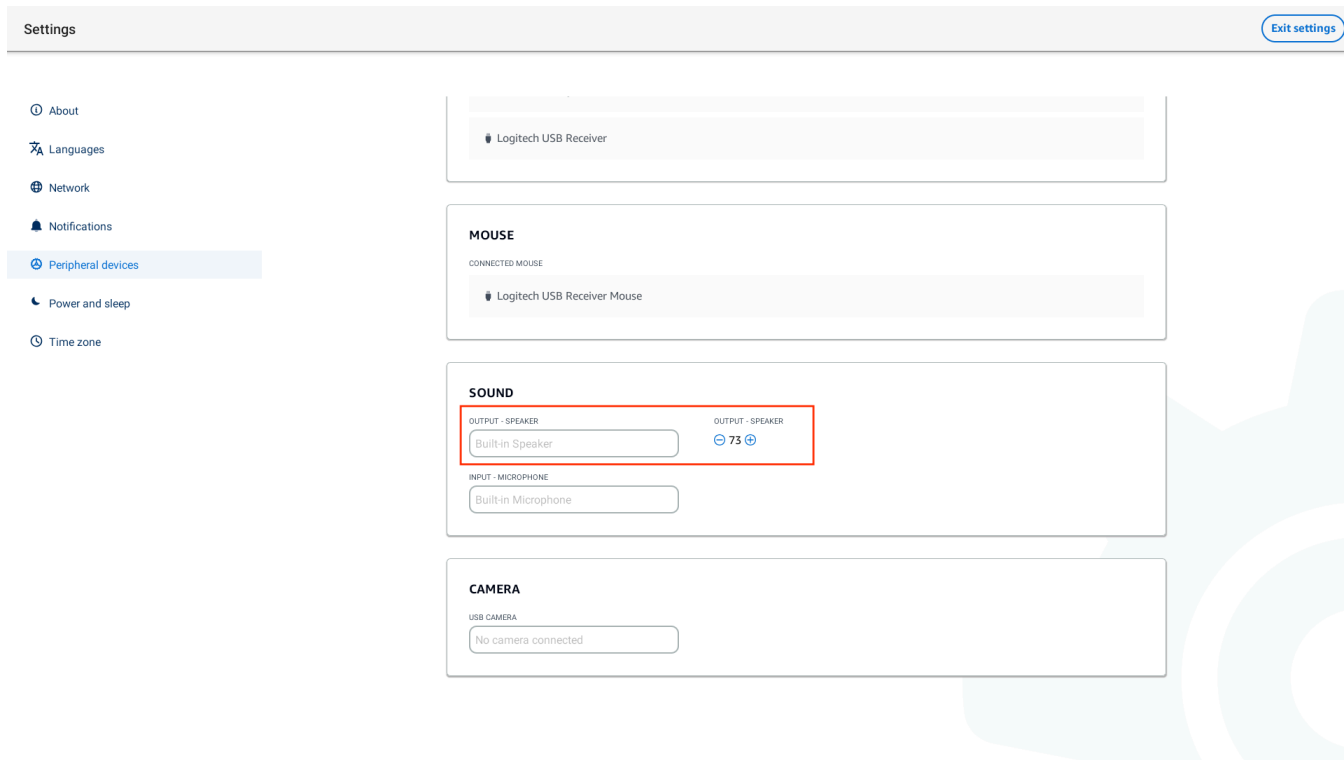 Settings
Exit settings
About
Languages
Network
Notifications
Peripheral devices
Power and sleep
Time zone
Logitech USB Receiver
MOUSE
CONNECTED MOUSE
Logitech USB Receiver Mouse
SOUND
OUTPUT - SPEAKER
Built-in Speaker
OUTPUT - SPEAKER
73
INPUT - MICROPHONE
Built-in Microphone
CAMERA
USB CAMERA
No camera connected